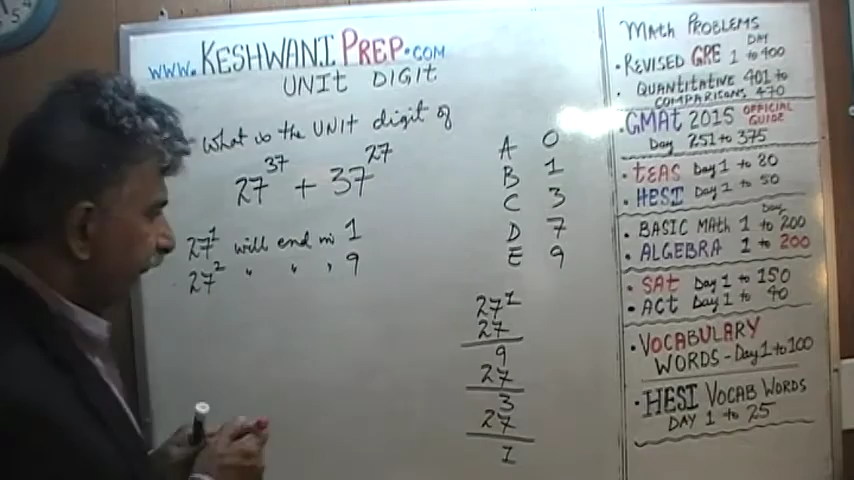 www.KESHWANIPREP.COM
UNIT DIGIT
what is the UNIT digit of
27^37 + 37^27
27^1 will end in 1
27^2 " " , 9
A 0
B 1
C 3
D 7
E 9
27^1
27
9
27
3
27
1
MATH PROBLEMS
DAY
• REVISED GRE 1 to 400
• QUANTITATIVE 401 to
COMPARISONS, 470
• GMAT 2015 OFFICIAL
GUIDE
Day 251 to 375
• TEAS Day 1 to 80
• HESI Day 1 to 50
Day
• BASIC MATH 1 to 200
• ALGEBRA 1 to 200
• SAT Day 1 to 150
• ACT Day 1 to 40
• VOCABULARY
WORDS - Day 1 to 100
• HESI VOCAB WORDS
DAY 1 to 25